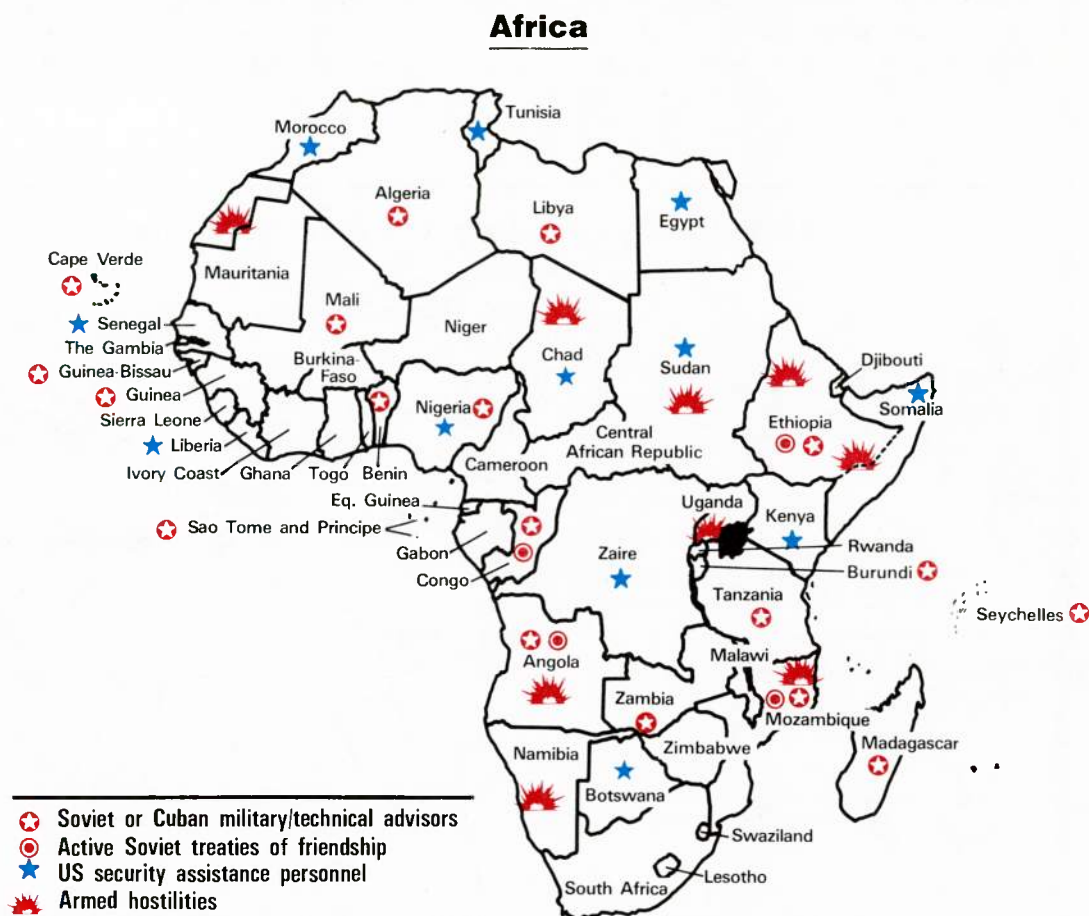 Africa
Tunisia
Morocco
Algeria
Libya
Egypt
Cape Verde
Mauritania
Mali
Niger
Senegal
Chad
Sudan
The Gambia
Burkina-
Faso
Djibouti
Guinea-Bissau
Guinea
Nigeria
Somalia
Sierra Leone
Ethiopia
Liberia
Central
African Republic
Ivory Coast
Ghana
Togo
Benin
Cameroon
Eq. Guinea
Uganda
Kenya
Sao Tome and Principe
Gabon
Zaire
Rwanda
Congo
Burundi
Tanzania
Seychelles
Angola
Malawi
Zambia
Mozambique
Namibia
Zimbabwe
Madagascar
Botswana
Swaziland
South Africa
Lesotho
Soviet or Cuban military/technical advisors
Active Soviet treaties of friendship
US security assistance personnel
Armed hostilities